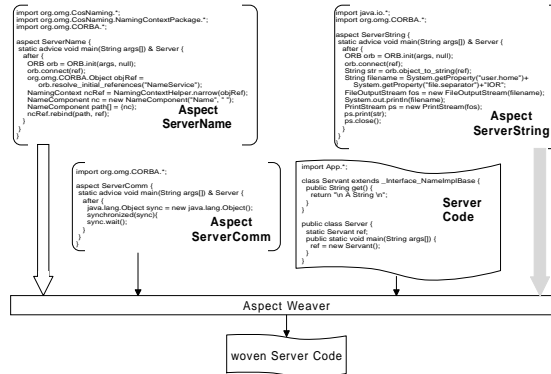 import org.omg.CosNaming.*;
import org.omg.CosNaming.NamingContextPackage.*;
import org.omg.CORBA.*;
aspect ServerName {
static advice void main(String args[]) & Server {
after {
ORB orb = ORB.init(args, null);
orb.connect(ref);
org.omg.CORBA.Object objRef =
orb.resolve_initial_references("NameService");
NamingContext ncRef = NamingContextHelper.narrow(objRef);
NameComponent nc = new NameComponent("Name", " ");
NameComponent path[] = {nc};
ncRef.rebind(path, ref);
}
}
}
Aspect
ServerName
import java.io.*;
import org.omg.CORBA.*;
aspect ServerString {
static advice void main(String args[]) & Server {
after {
ORB orb = ORB.init(args, null);
orb.connect(ref);
String str = orb.object_to_string(ref);
String filename = System.getProperty("user.home")+
System.getProperty("file.separator")+"IOR";
FileOutputStream fos = new FileOutputStream(filename);
System.out.println(filename);
PrintStream ps = new PrintStream(fos);
ps.print(str);
ps.close();
}
}
}
Aspect
ServerString
import org.omg.CORBA.*;
aspect ServerComm {
static advice void main(String args[]) & Server {
after {
java.lang.Object sync = new java.lang.Object();
synchronized(sync){
sync.wait();
}
}
}
Aspect
ServerComm
import App.*;
class Servant extends _Interface_NameImplBase {
public String get() {
return "\n A String \n";
}
}
public class Server {
static Servant ref;
public static void main(String args[]) {
ref = new Servant();
}
}
Server
Code
Aspect Weaver
woven Server Code